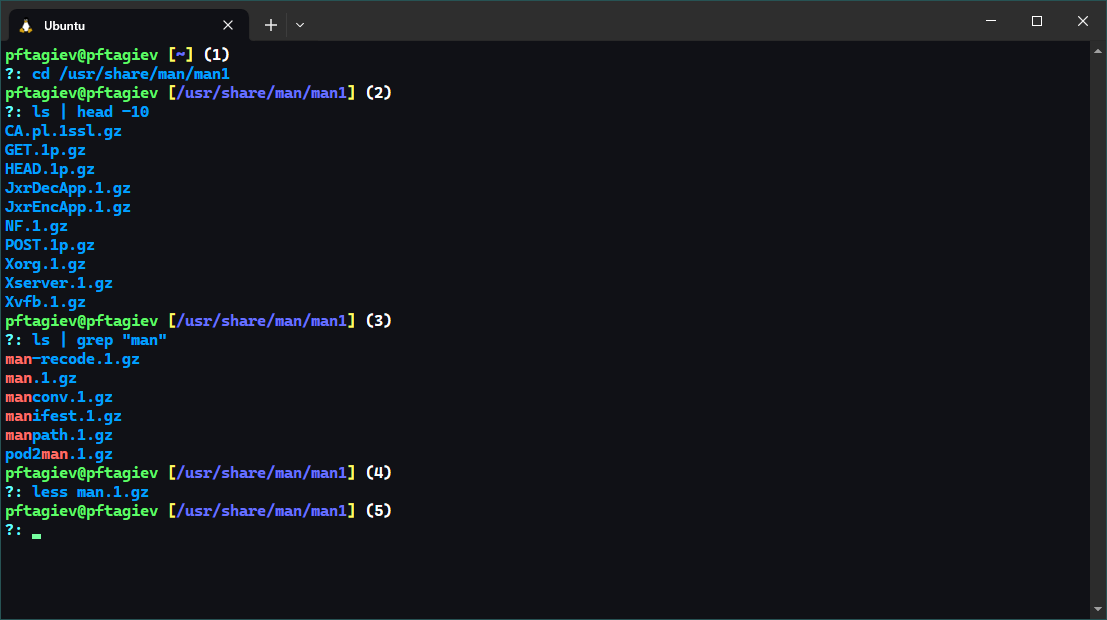 Ubuntu
pftagiev@pftagiev [~] (1)
?: cd /usr/share/man/man1
pftagiev@pftagiev [/usr/share/man/man1] (2)
?: ls | head -10
CA.pl.1ssl.gz
GET.1p.gz
HEAD.1p.gz
JxrDecApp.1.gz
JxrEncApp.1.gz
NF.1.gz
POST.1p.gz
Xorg.1.gz
Xserver.1.gz
Xvfb.1.gz
pftagiev@pftagiev [/usr/share/man/man1] (3)
?: ls | grep "man"
man-recode.1.gz
man.1.gz
manconv.1.gz
manifest.1.gz
manpath.1.gz
pod2man.1.gz
pftagiev@pftagiev [/usr/share/man/man1] (4)
?: less man.1.gz
pftagiev@pftagiev [/usr/share/man/man1] (5)
?: